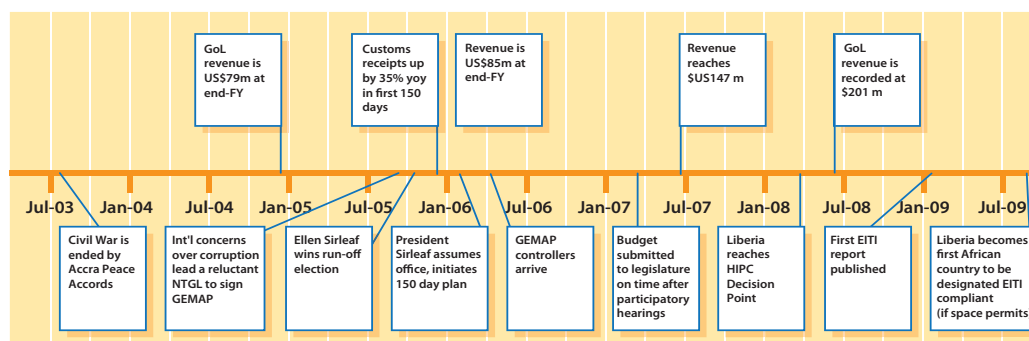 GoL
revenue is
US$79m at
end-FY
Customs
receipts up
by 35% yoy
in first 150
days
Revenue is
US$85m at
end-FY
Revenue
reaches
$US147 m
GoL
revenue is
recorded at
$201 m
Jul-03 Jan-04 Jul-04 Jan-05 Jul-05 Jan-06 Jul-06 Jan-07 Jul-07 Jan-08 Jul-08 Jan-09 Jul-09
Civil War is
ended by
Accra Peace
Accords
Int'l concerns
over corruption
lead a reluctant
NTGL to sign
GEMAP
Ellen Sirleaf
wins run-off
election
President
Sirleaf assumes
office, initiates
150 day plan
GEMAP
controllers
arrive
Budget
submitted
to legislature
on time after
participatory
hearings
Liberia
reaches
HIPC
Decision
Point
First EITI
report
published
Liberia becomes
first African
country to be
designated EITI
compliant
(if space permits